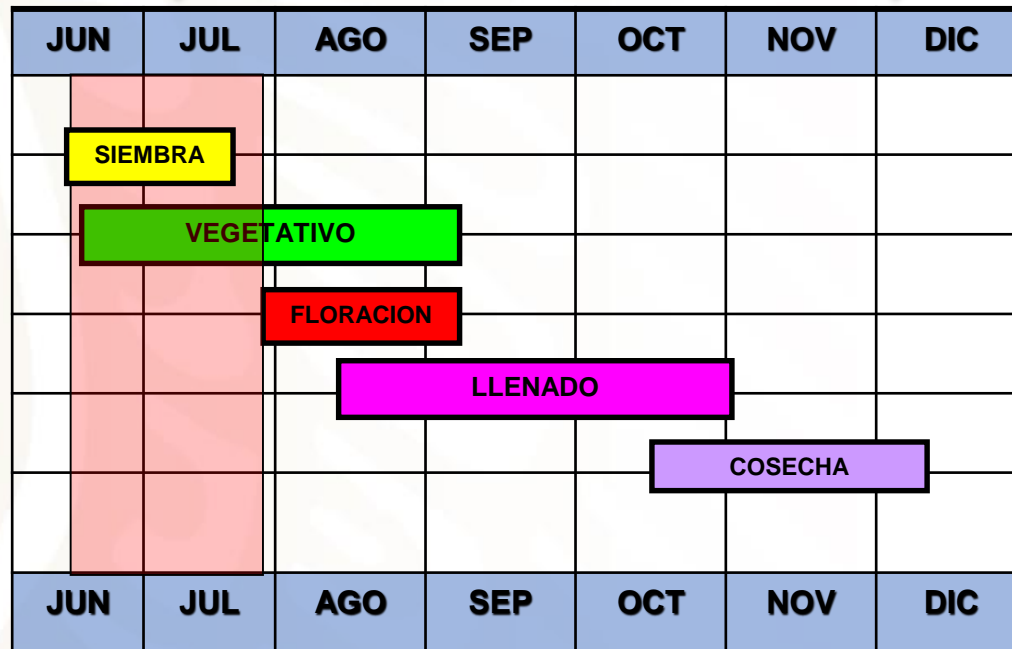 JUN JUL AGO SEP OCT NOV DIC
SIEMBRA
VEGETATIVO
FLORACION
LLENADO
COSECHA
JUN JUL AGO SEP OCT NOV DIC